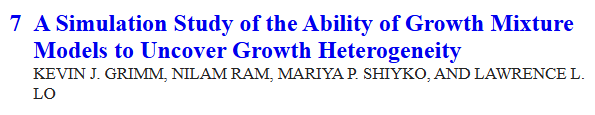 7 A Simulation Study of the Ability of Growth Mixture
Models to Uncover Growth Heterogeneity
KEVIN J. GRIMM, NILAM RAM, MARIYA P. SHIYKO, AND LAWRENCE L.
LO